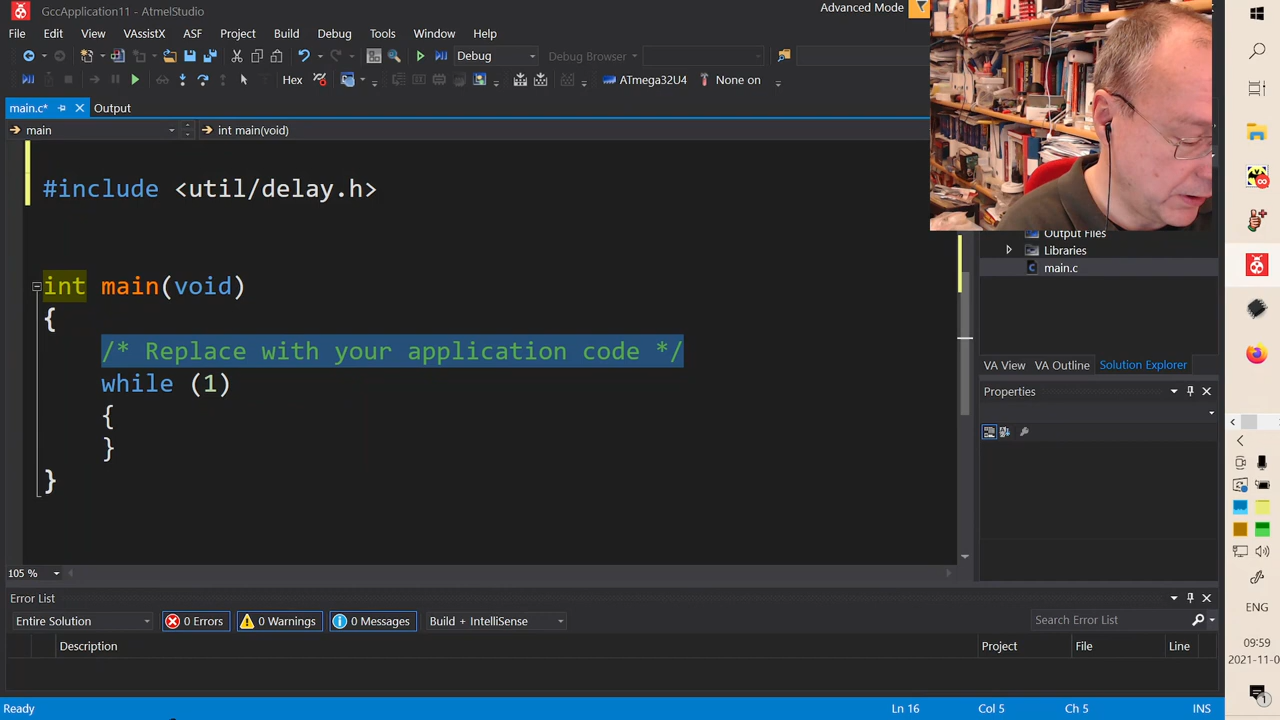 GccApplication11 - AtmelStudio
Advanced Mode
File Edit View VAssistX ASF Project Build Debug Tools Window Help
Debug Debug Browser
Hex ATmega32U4 None on
main.c* Output
main int main(void)
#include <util/delay.h>
int main(void)
{
/* Replace with your application code */
while (1)
{
}
}
Output Files
Libraries
main.c
VA View VA Outline Solution Explorer
Properties
105 %
Error List
Entire Solution 0 Errors 0 Warnings 0 Messages Build + IntelliSense Search Error List
Description Project File Line
Ready Ln 16 Col 5 Ch 5 INS
ENG
09:59
2021-11-0
1